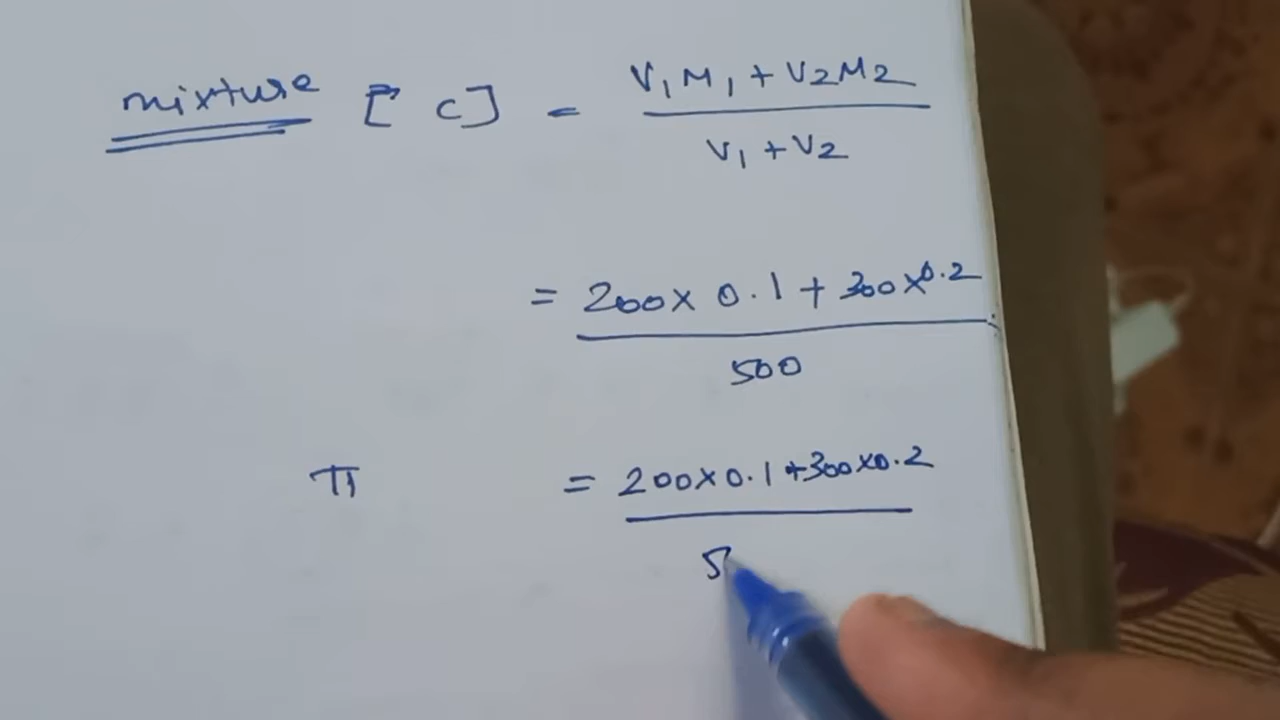 mixture [C] = V₁M₁ + V₂M₂
V₁ + V₂
= 200 × 0.1 + 300 × 0.2
500
π = 200 × 0.1 + 300 × 0.2
5